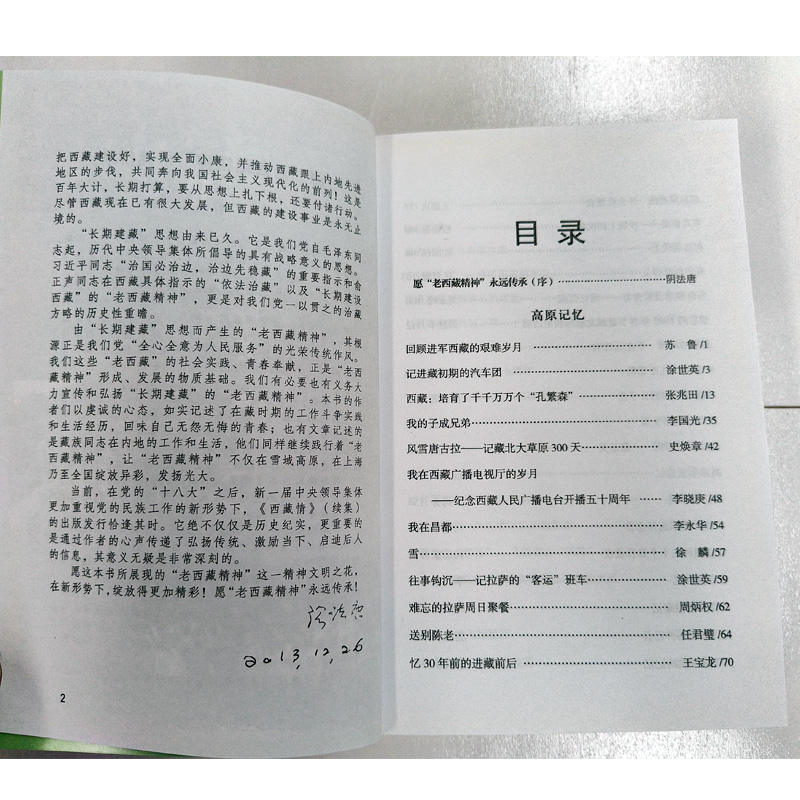 把西藏建设好，实现全面小康，并推动西藏跟上内地先进
地区的步伐，共同奔向我国社会主义现代化的前列！这是
百年大计，长期打算，要从思想上扎下根，还要付诸行动。
尽管西藏现在已有很大发展，但西藏的建设事业是永无止
境的。
“长期建藏”思想由来已久。它是我们党自毛泽东同
志起，历代中央领导集体所倡导的具有战略意义的思想。
习近平同志“治国必治边，治边先稳藏”的重要指示和俞
正声同志在西藏具体指示的“依法治藏”以及“长期建设
西藏”的“老西藏精神”，更是对我们党一以贯之的治藏
方略的历史性重瞻。
由“长期建藏”思想而产生的“老西藏精神”，其根
源正是我们党“全心全意为人民服务”的光荣传统作风。
我们这些“老西藏”的社会实践、青春奉献，正是“老西
藏精神”形成、发展的物质基础。我们有必要也有义务大
力宣传和弘扬“长期建藏”的“老西藏精神”。本书的作
者们以虔诚的心态，如实记述了在藏时期的工作斗争实践
和生活经历，回味自己无怨无悔的青春；也有文章记述的
是藏族同志在内地的工作和生活，他们同样继续践行着“老
西藏精神”，让“老西藏精神”不仅在雪域高原，在上海
乃至全国绽放异彩，发扬光大。
当前，在党的“十八大”之后，新一届中央领导集体
更加重视党的民族工作的新形势下，《西藏情》（续集）
的出版发行恰逢其时。它绝不仅仅是历史纪实，更重要的
是通过作者的心声传递了弘扬传统、激励当下、启迪后人
的信息，其意义无疑是非常深刻的。
愿这本书所展现的“老西藏精神”这一精神文明之花，
在新形势下，绽放得更加精彩！愿“老西藏精神”永远传承！
阴法唐
2013,12,26
2
目录
愿“老西藏精神”永远传承（序）……阴法唐
高原记忆
回顾进军西藏的艰难岁月……苏 鲁/1
记进藏初期的汽车团……涂世英/3
西藏：培育了千千万万个“孔繁森”……张兆田/13
我的子成兄弟……李国光/35
风雪唐古拉——记藏北大草原 300 天……史焕章/42
我在西藏广播电视厅的岁月
——纪念西藏人民广播电台开播五十周年……李晓庚/48
我在昌都……李永华/54
雪……徐 麟/57
往事钩沉——记拉萨的“客运”班车……涂世英/59
难忘的拉萨周日聚餐……周炳权/62
送别陈老……任君璧/64
忆 30 年前的进藏前后……王宝龙/70